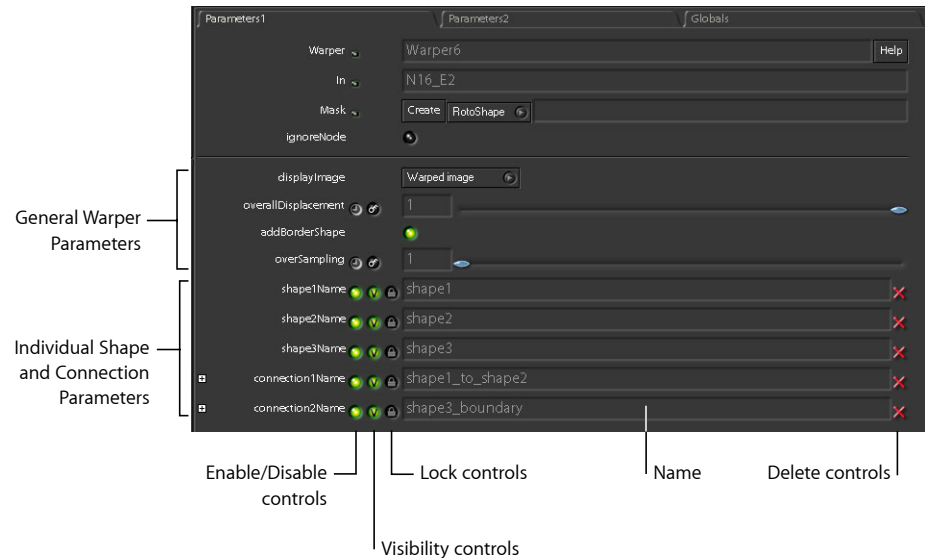 Parameters1 Parameters2 Globals
Warper Warper6 Help
In N16_E2
Mask Create RotoShape
ignoreNode
displayImage Warped image
overallDisplacement 1
addBorderShape
overSampling 1
shape1Name V shape1
shape2Name V shape2
shape3Name V shape3
connection1Name V shape1_to_shape2
connection2Name V shape3_boundary
General Warper
Parameters
Individual Shape
and Connection
Parameters
Enable/Disable
controls
Lock controls
Name
Delete controls
Visibility controls